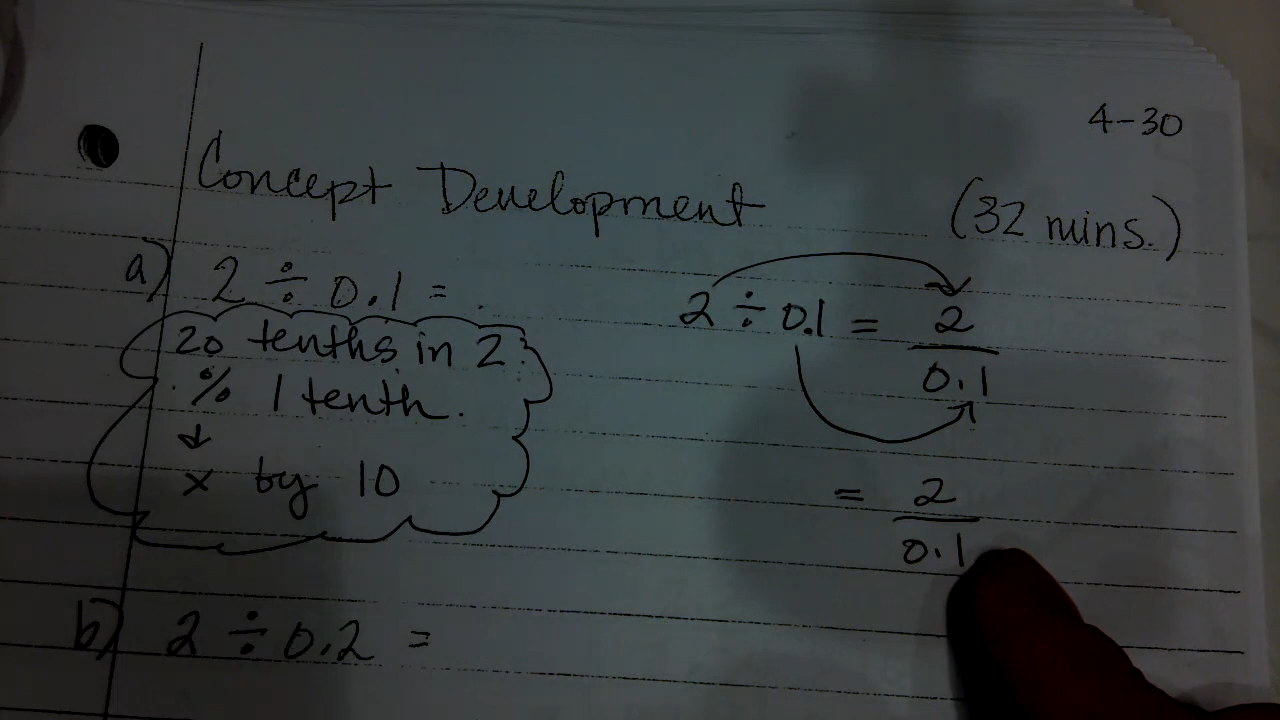 4-30
Concept Development (32 mins.)
a) 2 ÷ 0.1 = .
20 tenths in 2.
% 1 tenth.
↓
x by 10
2 ÷ 0.1 = 2
0.1
= 2
0.1
b) 2 ÷ 0.2 =